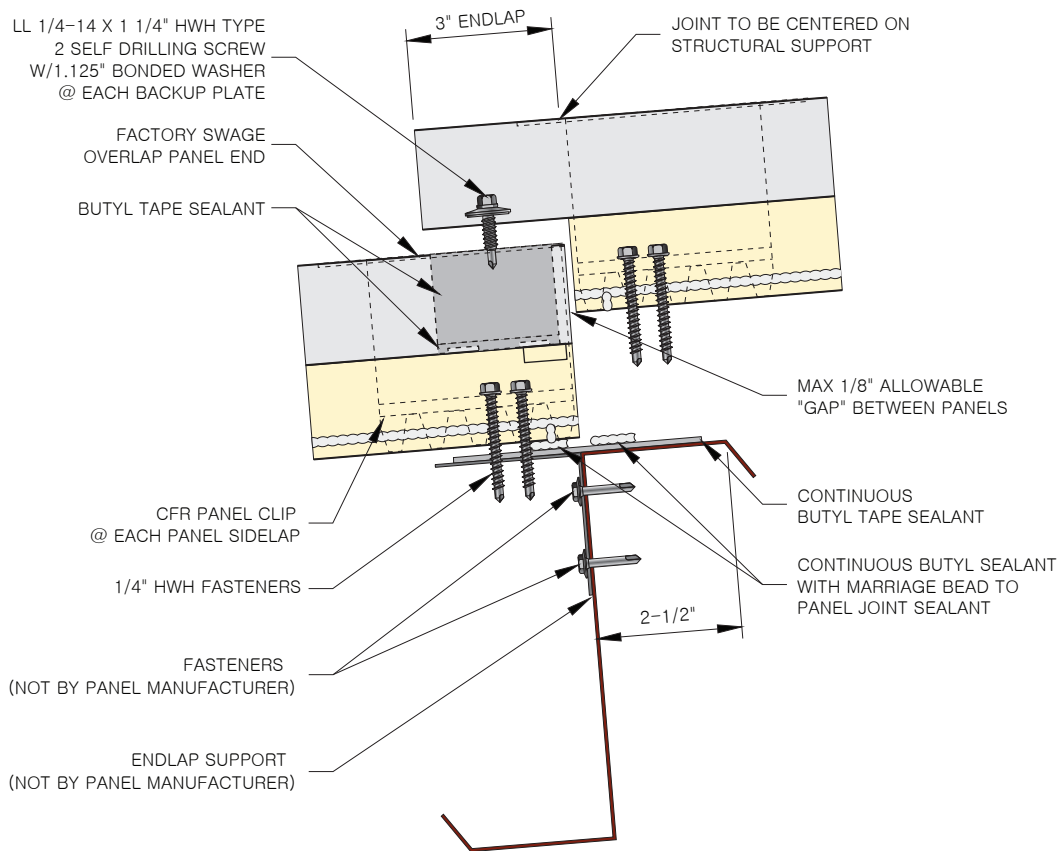 LL 1/4-14 X 1 1/4" HWH TYPE
2 SELF DRILLING SCREW
W/1.125" BONDED WASHER
@ EACH BACKUP PLATE
3" ENDLAP
JOINT TO BE CENTERED ON
STRUCTURAL SUPPORT
FACTORY SWAGE
OVERLAP PANEL END
BUTYL TAPE SEALANT
MAX 1/8" ALLOWABLE
"GAP" BETWEEN PANELS
CFR PANEL CLIP
@ EACH PANEL SIDELAP
CONTINUOUS
BUTYL TAPE SEALANT
1/4" HWH FASTENERS
CONTINUOUS BUTYL SEALANT
WITH MARRIAGE BEAD TO
PANEL JOINT SEALANT
2-1/2"
FASTENERS
(NOT BY PANEL MANUFACTURER)
ENDLAP SUPPORT
(NOT BY PANEL MANUFACTURER)